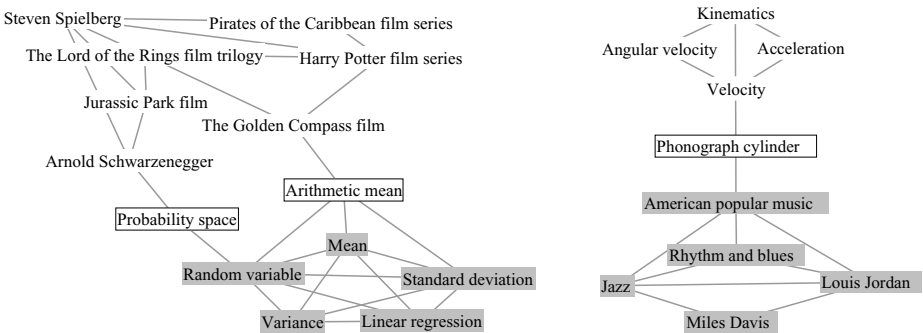 Steven Spielberg
Pirates of the Caribbean film series
The Lord of the Rings film trilogy
Harry Potter film series
Jurassic Park film
The Golden Compass film
Arnold Schwarzenegger
Arithmetic mean
Probability space
Mean
Random variable
Standard deviation
Variance
Linear regression
Kinematics
Angular velocity
Acceleration
Velocity
Phonograph cylinder
American popular music
Rhythm and blues
Jazz
Louis Jordan
Miles Davis